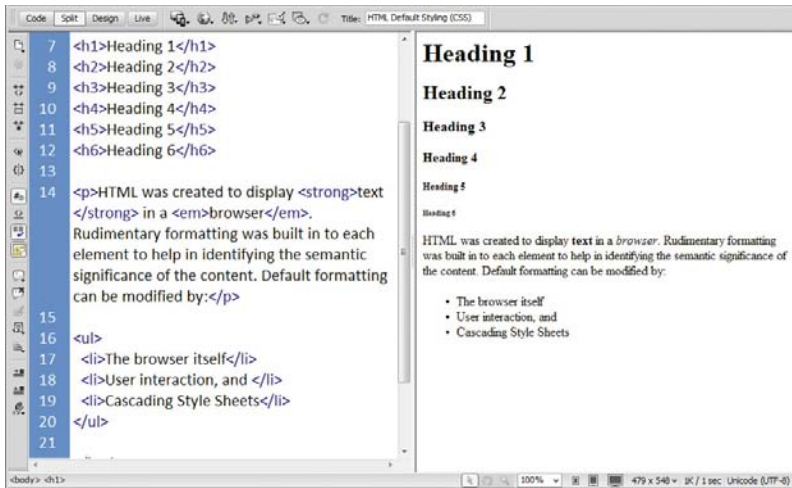 Code Split Design Live Title: HTML Default Styling (CSS)
7 <h1>Heading 1</h1>
8 <h2>Heading 2</h2>
9 <h3>Heading 3</h3>
10 <h4>Heading 4</h4>
11 <h5>Heading 5</h5>
12 <h6>Heading 6</h6>
13
14 <p>HTML was created to display <strong>text
</strong> in a <em>browser</em>.
Rudimentary formatting was built in to each
element to help in identifying the semantic
significance of the content. Default formatting
can be modified by:</p>
15
16 <ul>
17 <li>The browser itself</li>
18 <li>User interaction, and </li>
19 <li>Cascading Style Sheets</li>
20 </ul>
21
Heading 1
Heading 2
Heading 3
Heading 4
Heading 5
Heading 6
HTML was created to display text in a browser. Rudimentary formatting
was built in to each element to help in identifying the semantic significance of
the content. Default formatting can be modified by:
• The browser itself
• User interaction, and
• Cascading Style Sheets
<body> <h1> 100% 479 x 548 1K / 1 sec Unicode (UTF-8)